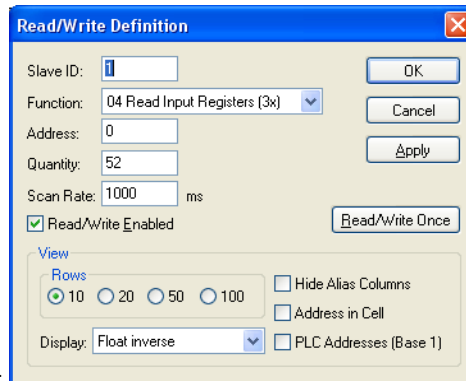 Read/Write Definition
Slave ID: 1
OK
Function: 04 Read Input Registers (3x)
Cancel
Address: 0
Apply
Quantity: 52
Scan Rate: 1000 ms
Read/Write Enabled
Read/Write Once
View
Rows
10 20 50 100
Hide Alias Columns
Address in Cell
Display: Float inverse
PLC Addresses (Base 1)